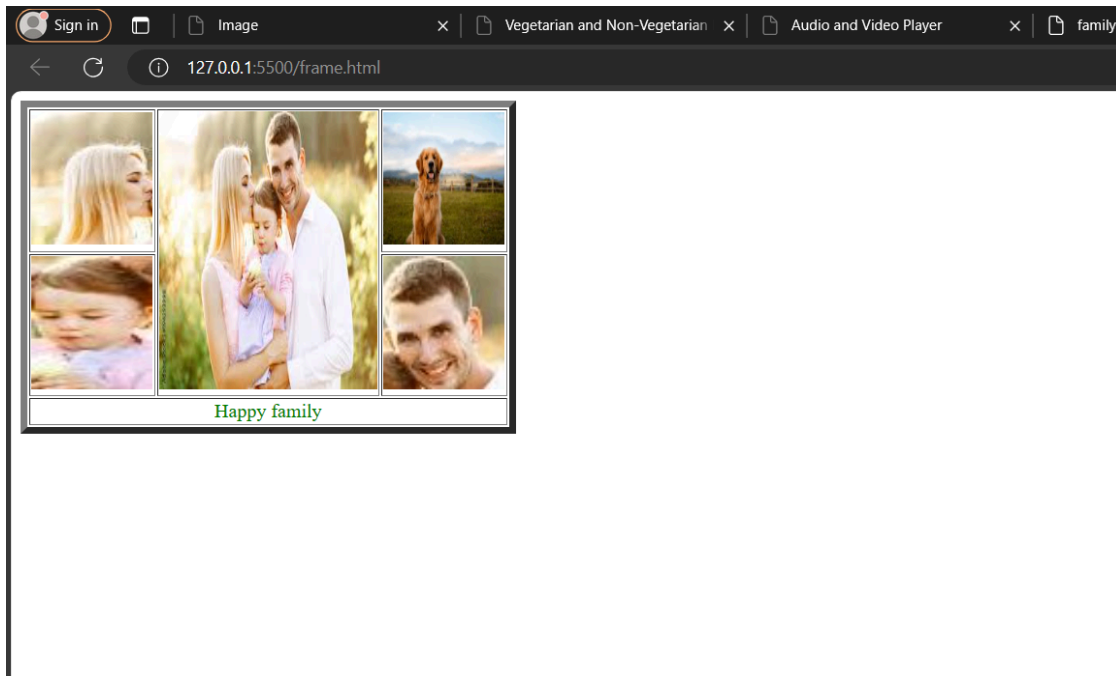 Sign in
Image
Vegetarian and Non-Vegetarian
Audio and Video Player
family
127.0.0.1:5500/frame.html
Happy family